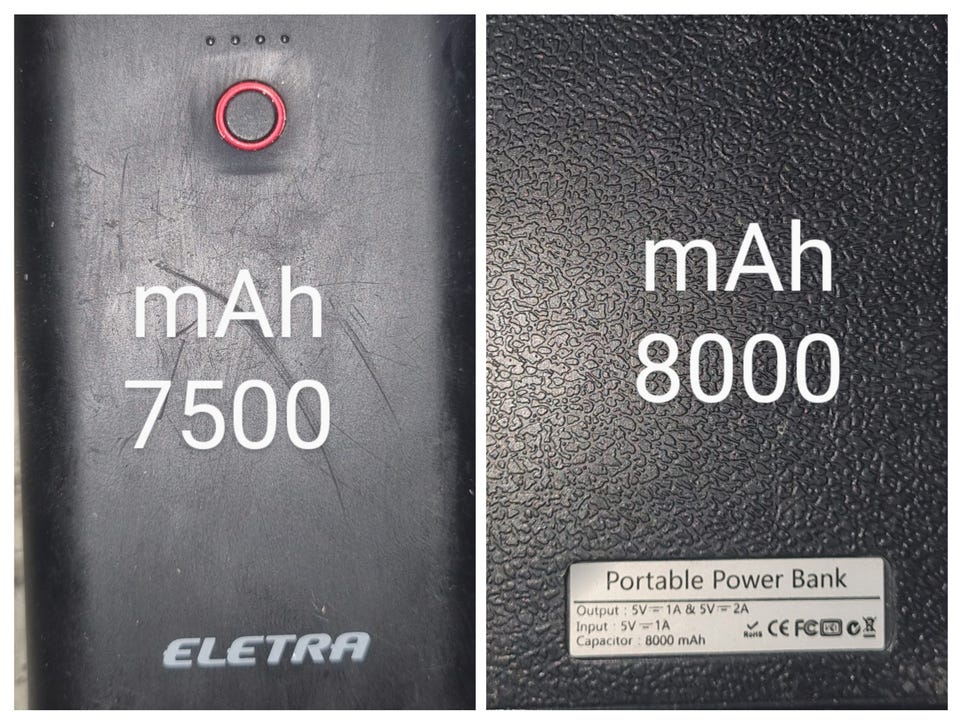 mAh
7500
ELETRA
mAh
8000
Portable Power Bank
Output : 5V⎓1A & 5V⎓2A
Input : 5V⎓1A
Capacitor : 8000 mAh
RoHS CE FC